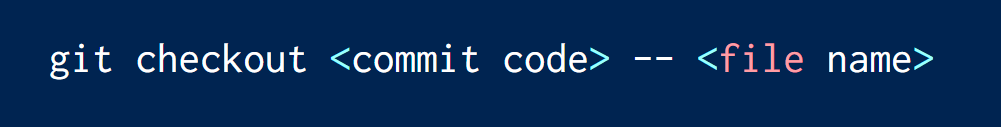 git checkout <commit code> -- <file name>